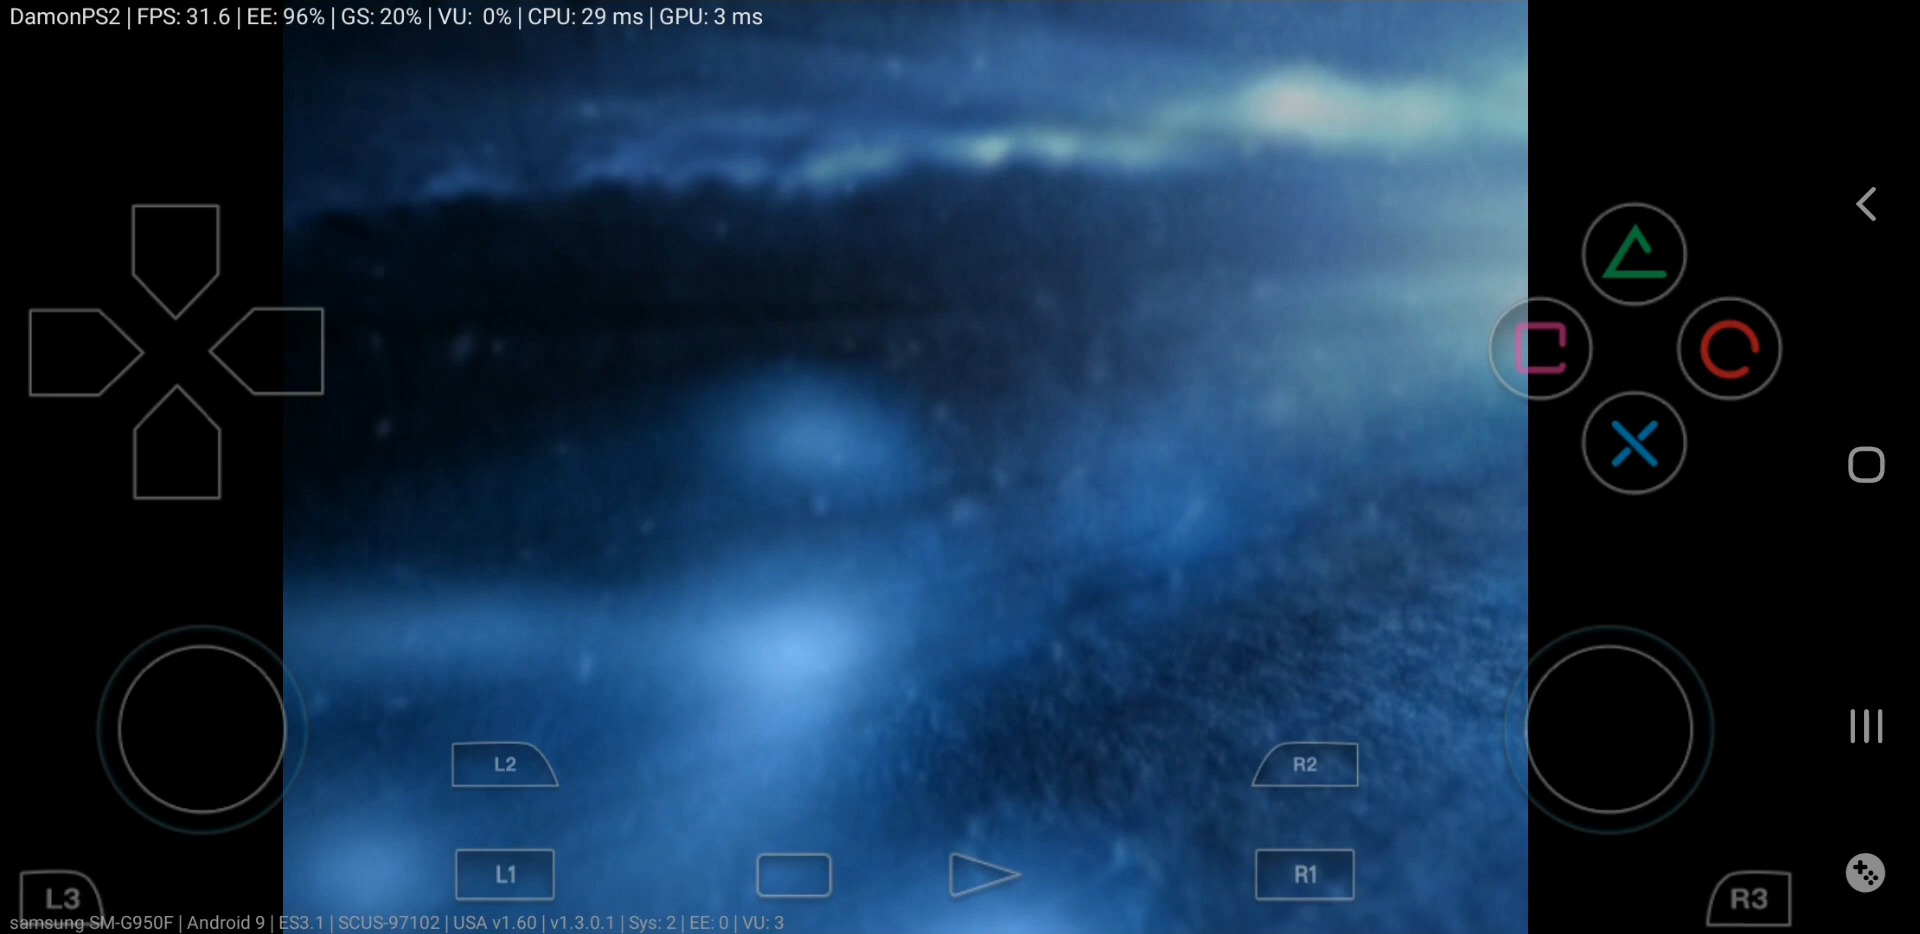 DamonPS2 | FPS: 31.6 | EE: 96% | GS: 20% | VU: 0% | CPU: 29 ms | GPU: 3 ms
L2
R2
L1
R1
L3
R3
samsung SM-G950F | Android 9 | ES3.1 | SCUS-97102 | USA v1.60 | v1.3.0.1 | Sys: 2 | EE: 0 | VU: 3